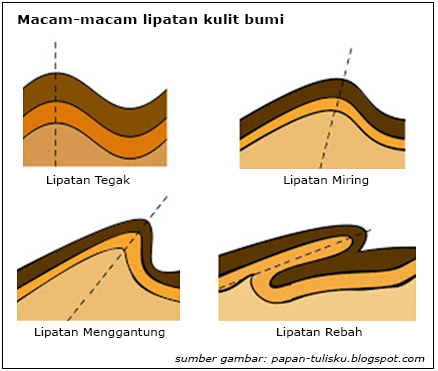 Macam-macam lipatan kulit bumi
Lipatan Tegak
Lipatan Miring
Lipatan Menggantung
Lipatan Rebah
sumber gambar: papan-tulisku.blogspot.com